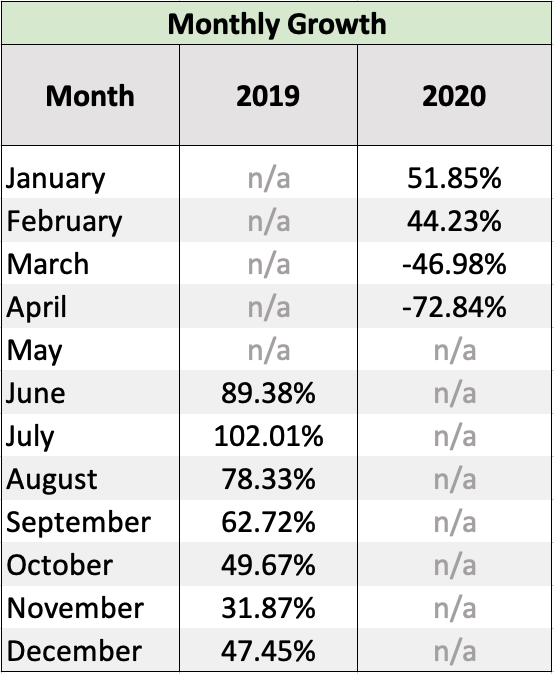 Monthly Growth
Month 2019 2020
January n/a 51.85%
February n/a 44.23%
March n/a -46.98%
April n/a -72.84%
May n/a n/a
June 89.38% n/a
July 102.01% n/a
August 78.33% n/a
September 62.72% n/a
October 49.67% n/a
November 31.87% n/a
December 47.45% n/a